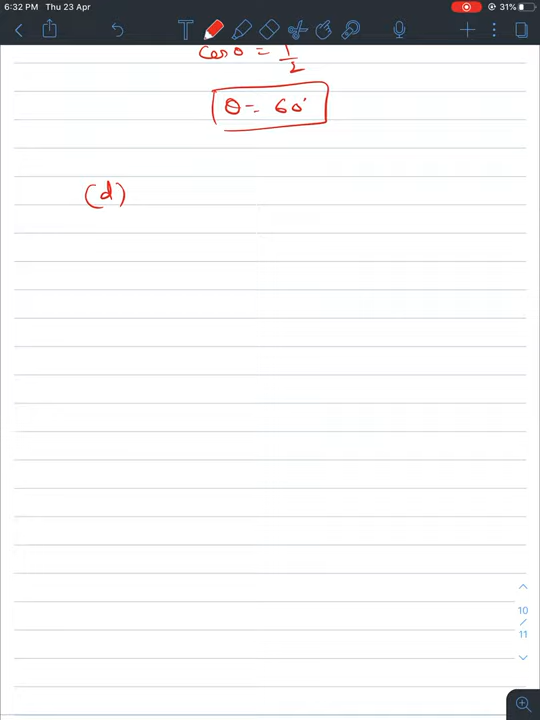 6:32 PM Thu 23 Apr 31%
T
cos θ = 1/2
θ = 60°
(d)
10
/
11